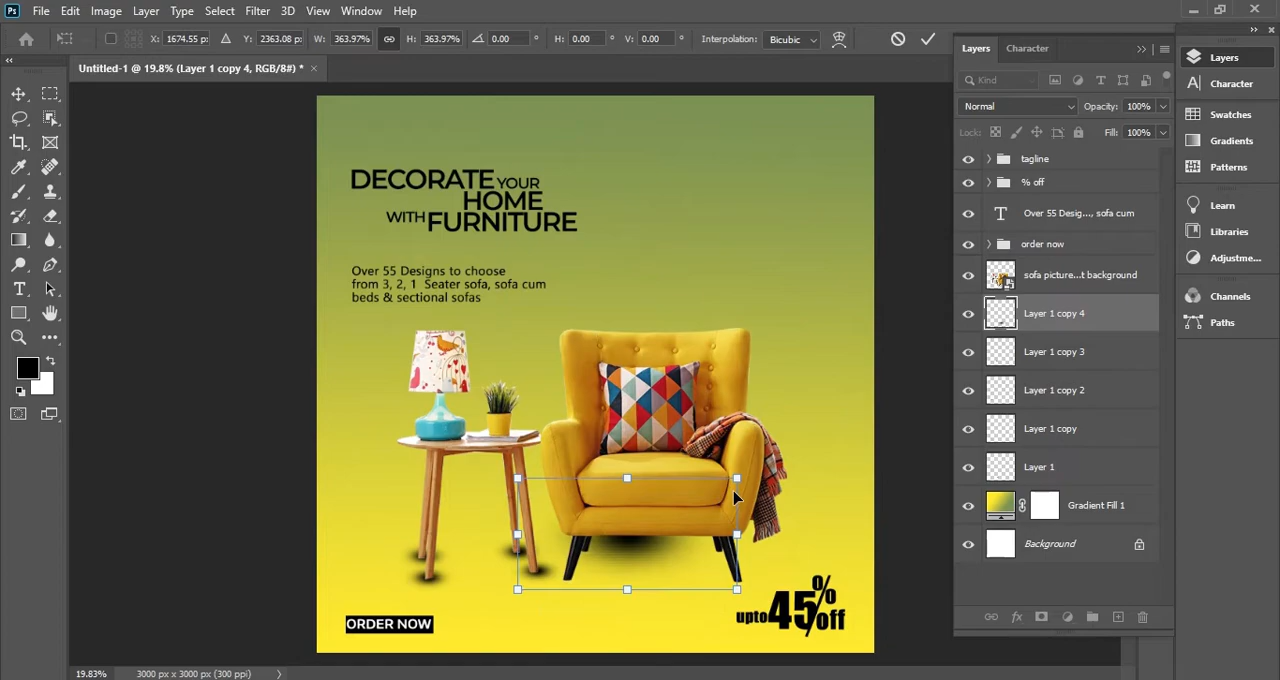 Ps File Edit Image Layer Type Select Filter 3D View Window Help
X: 1674.55 p: Y: 2363.08 p: W: 363.97% H: 363.97% 0.00 ° H: 0.00 ° V: 0.00 ° Interpolation: Bicubic
Untitled-1 @ 19.8% (Layer 1 copy 4, RGB/8#) * ×
DECORATE YOUR
HOME
WITH FURNITURE
Over 55 Designs to choose
from 3, 2, 1 Seater sofa, sofa cum
beds & sectional sofas
ORDER NOW
%
upto 45 off
19.83% 3000 px x 3000 px (300 ppi)
Layers Character
Kind
Normal Opacity: 100%
Lock: Fill: 100%
tagline
% off
T Over 55 Desig..., sofa cum
order now
sofa picture...t background
Layer 1 copy 4
Layer 1 copy 3
Layer 1 copy 2
Layer 1 copy
Layer 1
Gradient Fill 1
Background
fx
Layers
Character
Swatches
Gradients
Patterns
Learn
Libraries
Adjustme...
Channels
Paths